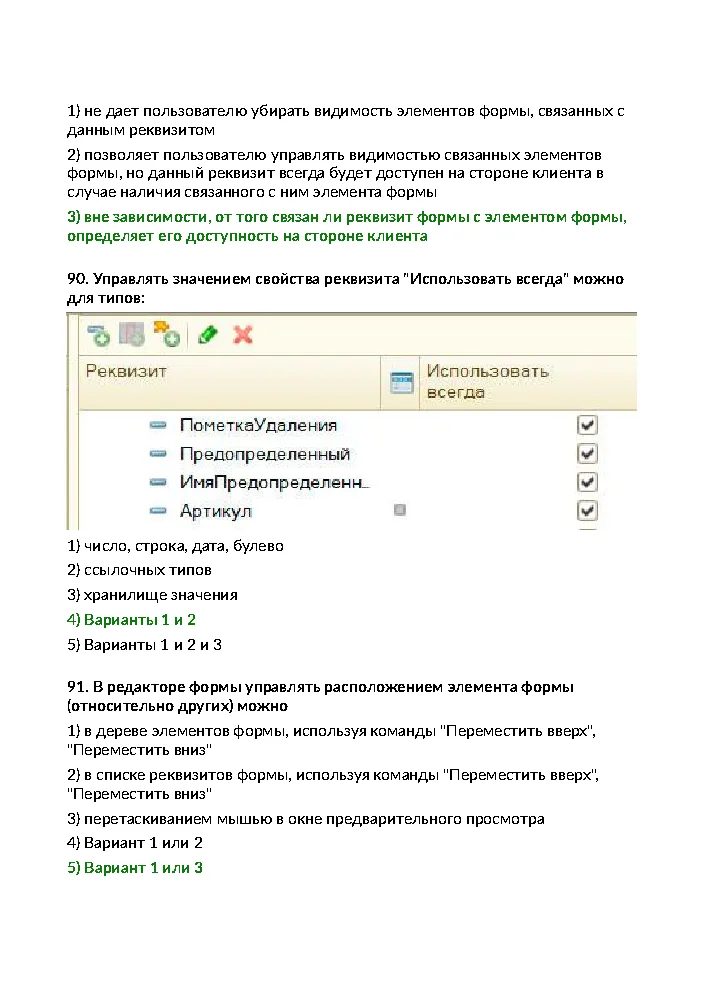 1) не дает пользователю убирать видимость элементов формы, связанных с
данным реквизитом
2) позволяет пользователю управлять видимостью связанных элементов
формы, но данный реквизит всегда будет доступен на стороне клиента в
случае наличия связанного с ним элемента формы
3) вне зависимости, от того связан ли реквизит формы с элементом формы,
определяет его доступность на стороне клиента
90. Управлять значением свойства реквизита "Использовать всегда" можно
для типов:
Реквизит
Использовать
всегда
ПометкаУдаления
Предопределенный
ИмяПредопределенн...
Артикул
1) число, строка, дата, булево
2) ссылочных типов
3) хранилище значения
4) Варианты 1 и 2
5) Варианты 1 и 2 и 3
91. В редакторе формы управлять расположением элемента формы
(относительно других) можно
1) в дереве элементов формы, используя команды "Переместить вверх",
"Переместить вниз"
2) в списке реквизитов формы, используя команды "Переместить вверх",
"Переместить вниз"
3) перетаскиванием мышью в окне предварительного просмотра
4) Вариант 1 или 2
5) Вариант 1 или 3